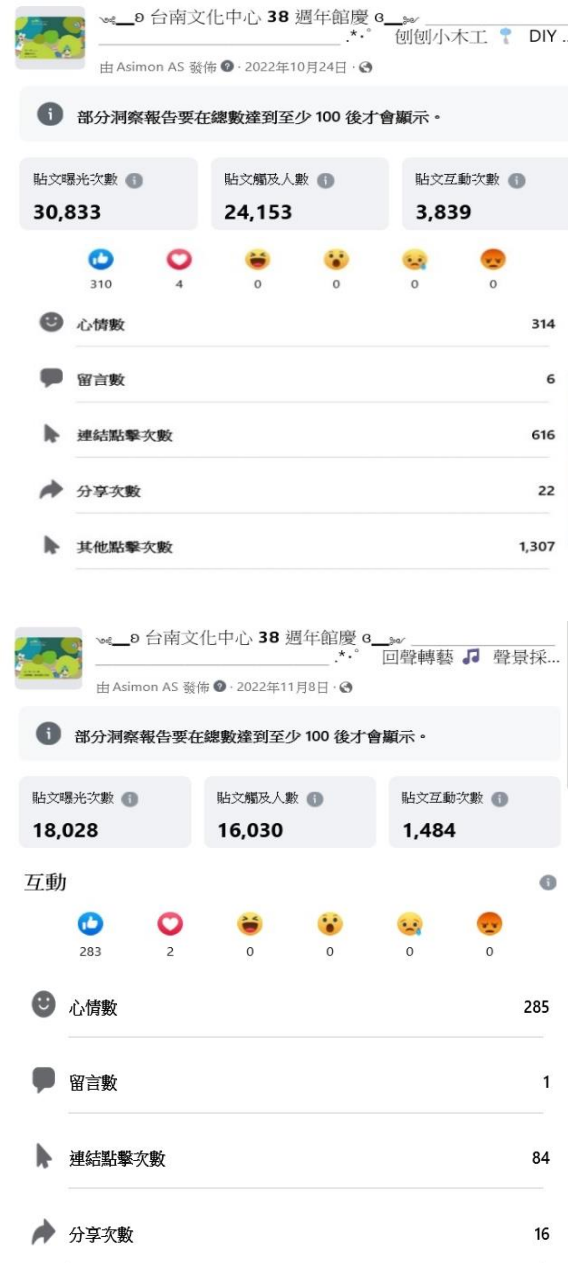 ༺__ʚ 台南文化中心 38 週年館慶 ɞ__༻
.*･˚ 刨刨小木工 🎐 DIY ...
由 Asimon AS 發佈 · 2022年10月24日 ·
部分洞察報告要在總數達到至少 100 後才會顯示。
貼文曝光次數 貼文觸及人數 貼文互動次數
30,833 24,153 3,839
310 4 0 0 0 0
心情數 314
留言數 6
連結點擊次數 616
分享次數 22
其他點擊次數 1,307
༺__ʚ 台南文化中心 38 週年館慶 ɞ__༻
.*･˚ 回聲轉藝 🎵 聲景採...
由 Asimon AS 發佈 · 2022年11月8日 ·
部分洞察報告要在總數達到至少 100 後才會顯示。
貼文曝光次數 貼文觸及人數 貼文互動次數
18,028 16,030 1,484
互動
283 2 0 0 0 0
心情數 285
留言數 1
連結點擊次數 84
分享次數 16